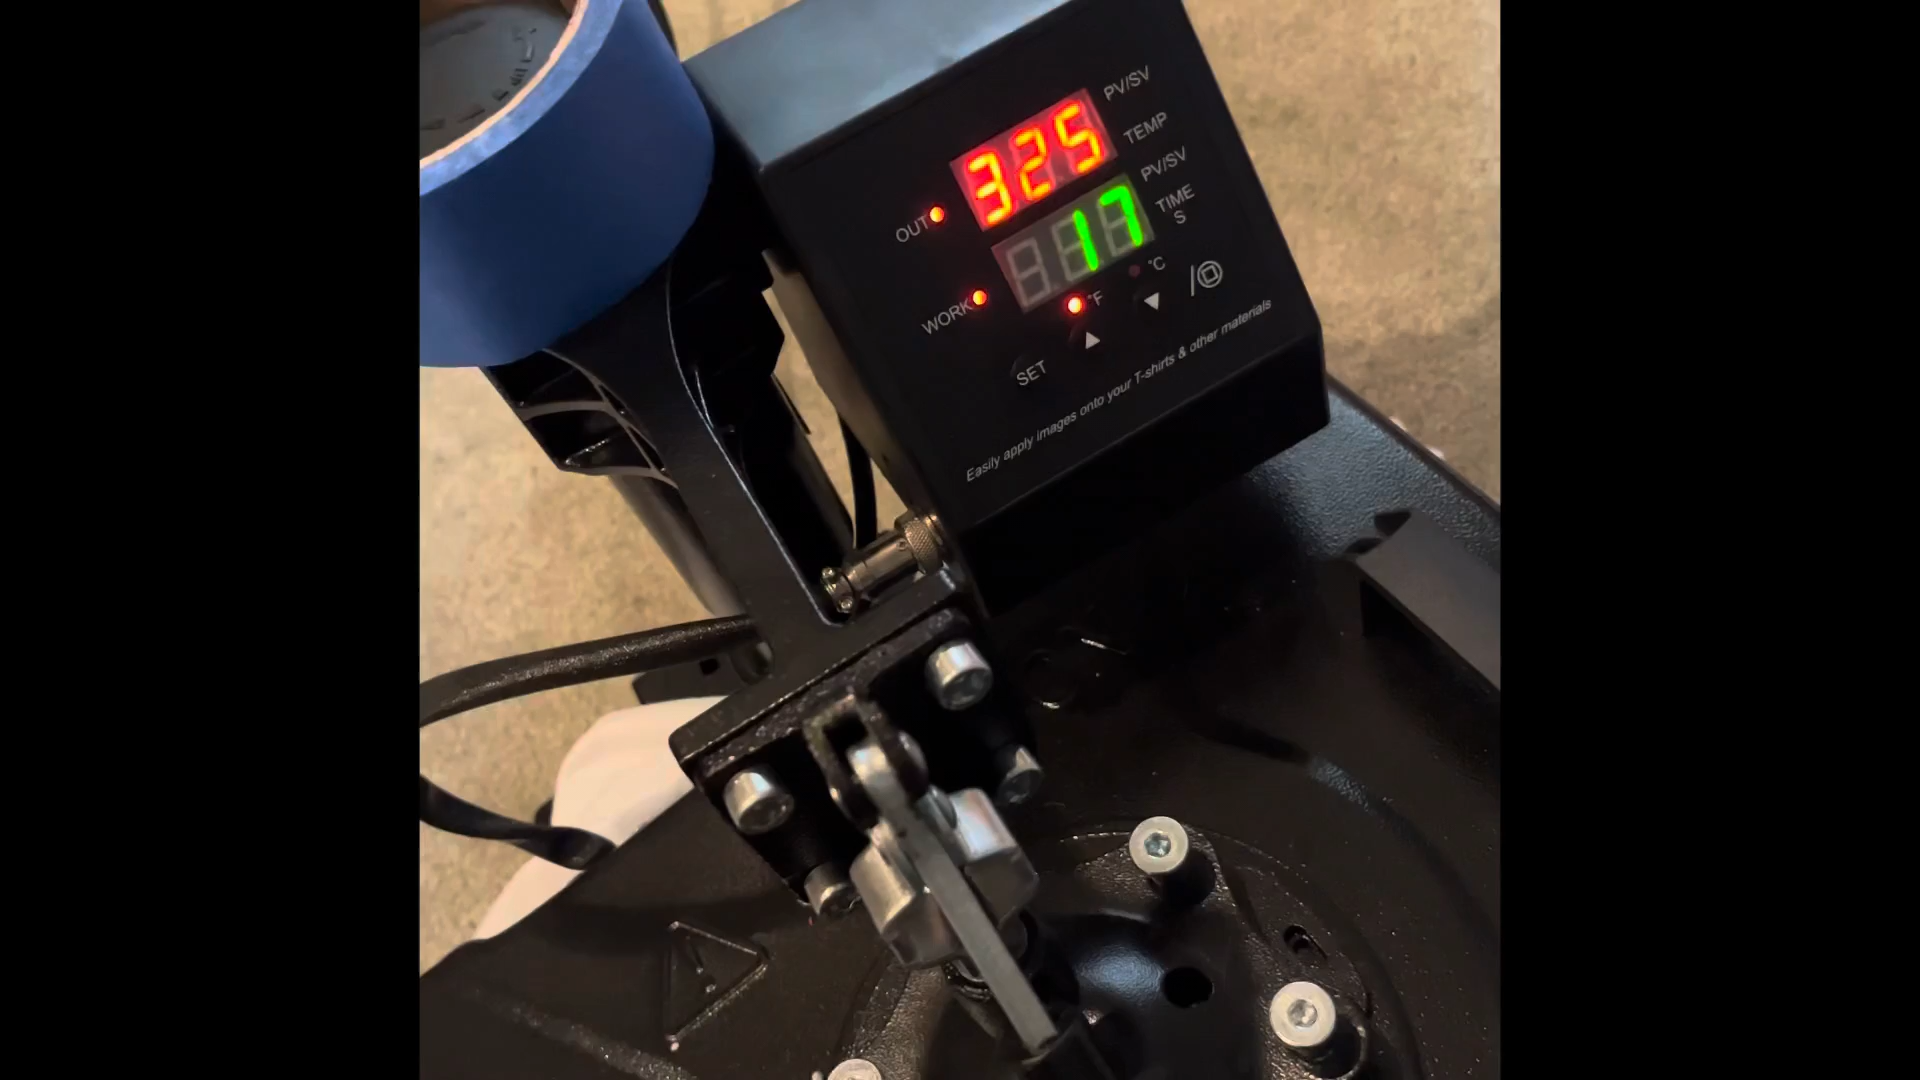 PV/SV
325
TEMP
PV/SV
OUT
17
TIME
S
°C
WORK
°F
SET
Easily apply images onto your T-shirts & other materials